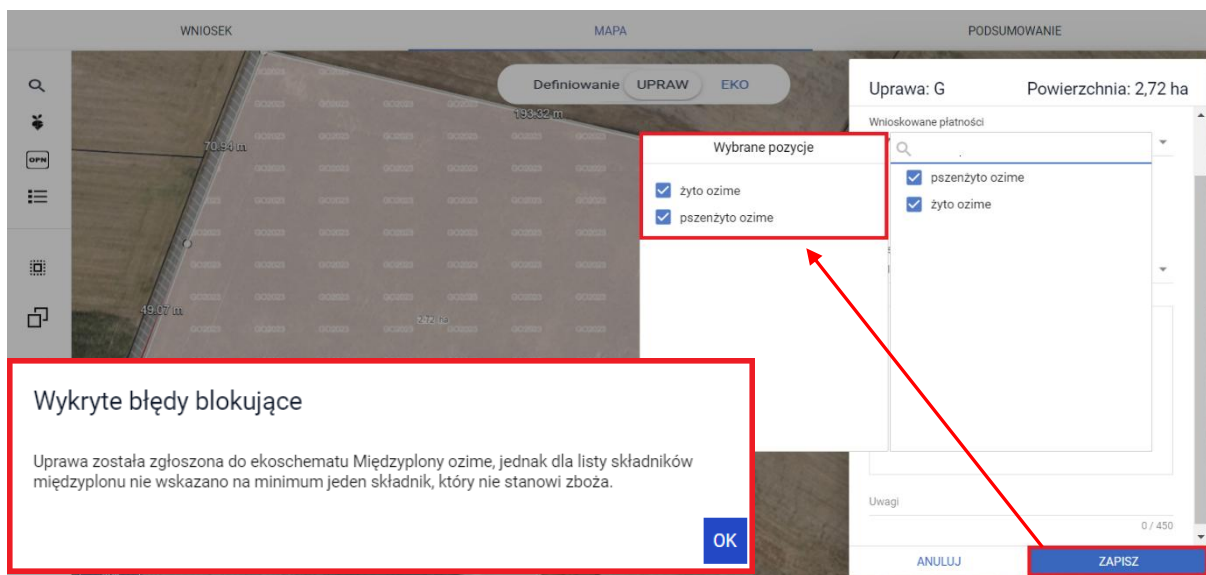 WNIOSEK
MAPA
PODSUMOWANIE
OPN
Definiowanie UPRAW EKO
193.32 m
70.94 m
49.07 m
2.72 ha
Uprawa: G Powierzchnia: 2,72 ha
Wnioskowane płatności
Wybrane pozycje
żyto ozime
pszenżyto ozime
pszenżyto ozime
żyto ozime
Wykryte błędy blokujące
Uprawa została zgłoszona do ekoschematu Międzyplony ozime, jednak dla listy składników
międzyplonu nie wskazano na minimum jeden składnik, który nie stanowi zboża.
OK
Uwagi
0 / 450
ANULUJ
ZAPISZ